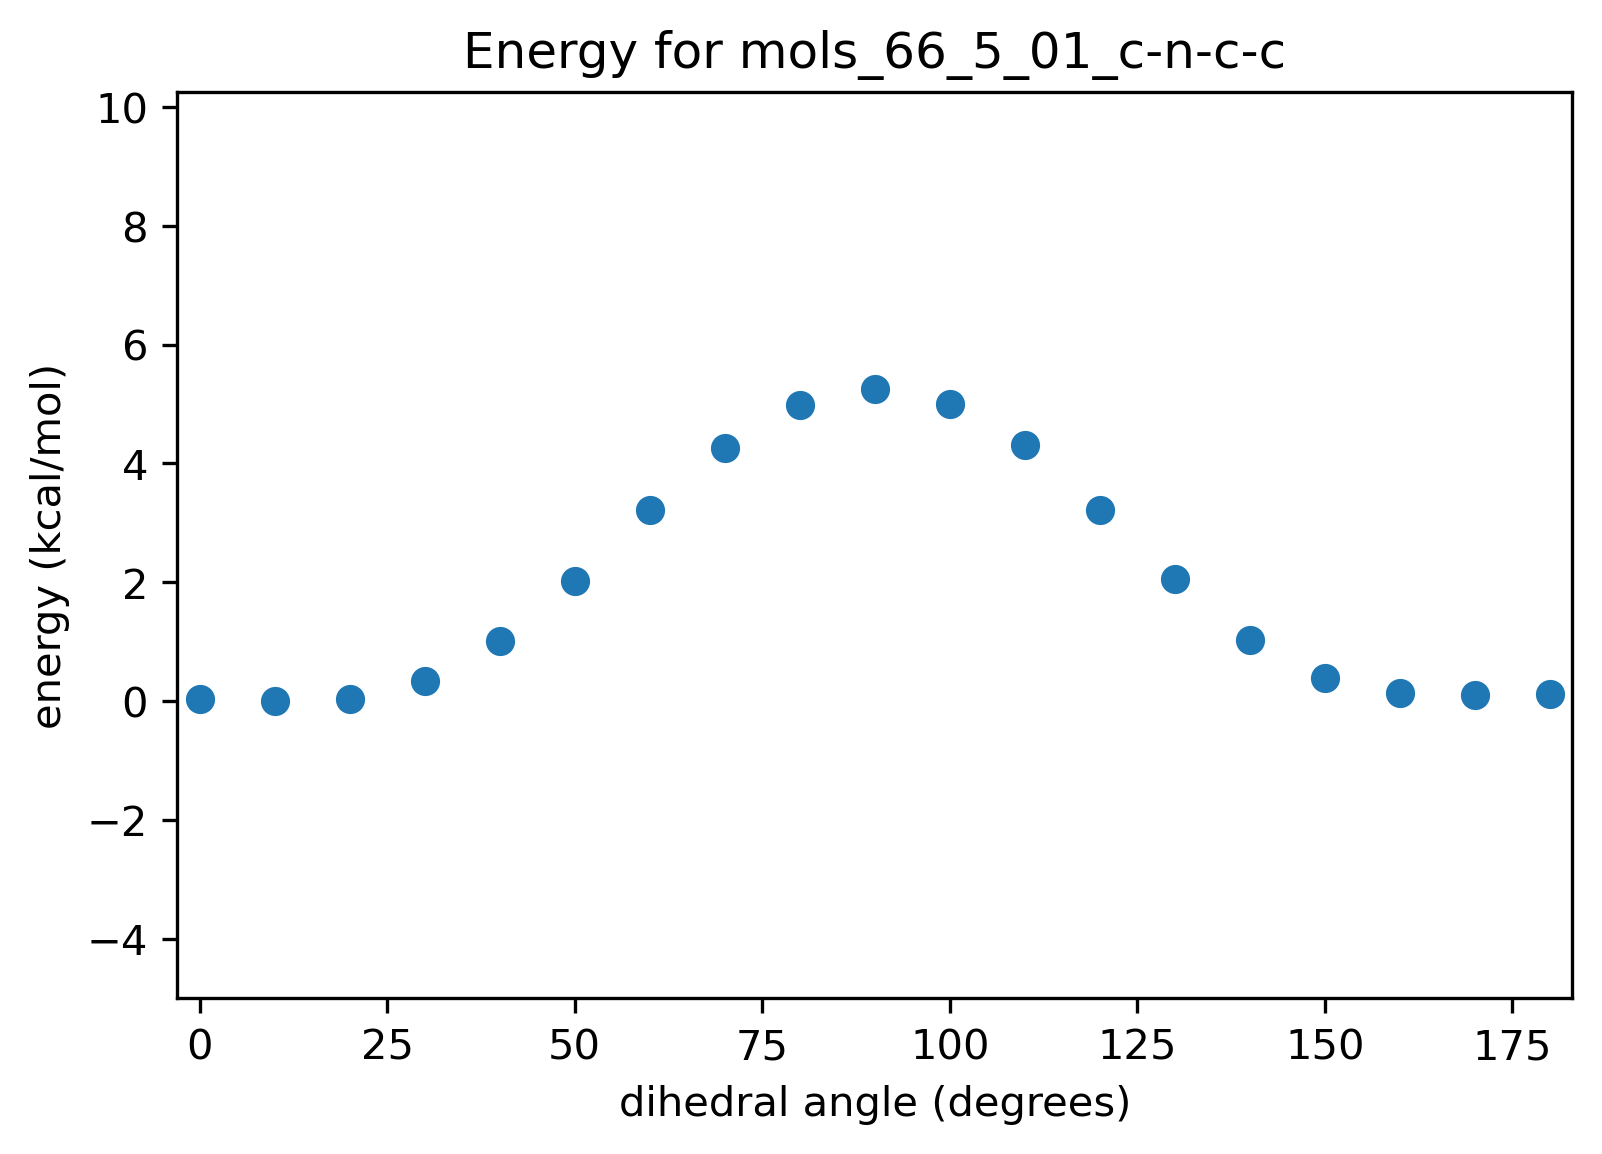 Energy for mols_66_5_01_c-n-c-c
10
8
6
4
2
0
−2
−4
energy (kcal/mol)
0 25 50 75 100 125 150 175
dihedral angle (degrees)